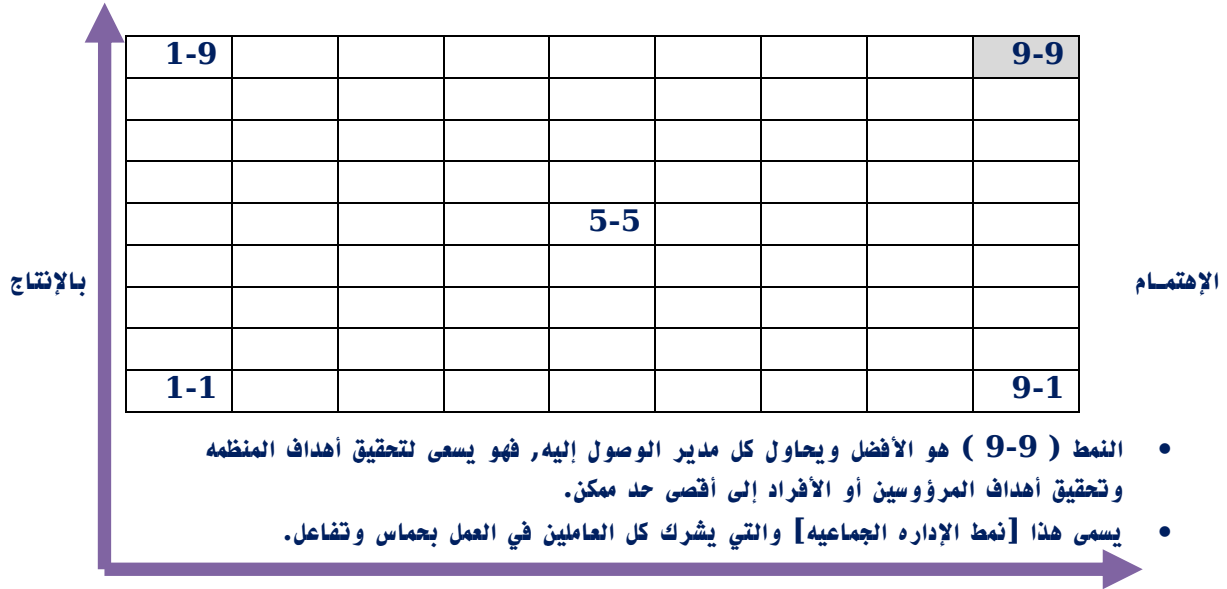 1-9 9-9
5-5
الإهتمــام بالإنتاج
1-1 9-1
• النمط ( 9-9 ) هو الأفضل ويحاول كل مدير الوصول إليه, فهو يسعى لتحقيق أهداف المنظمه
وتحقيق أهداف المرؤوسين أو الأفراد إلى أقصى حد ممكن.
• يسمى هذا [نمط الإداره الجماعيه] والتي يشرك كل العاملين في العمل بحماس وتفاعل.